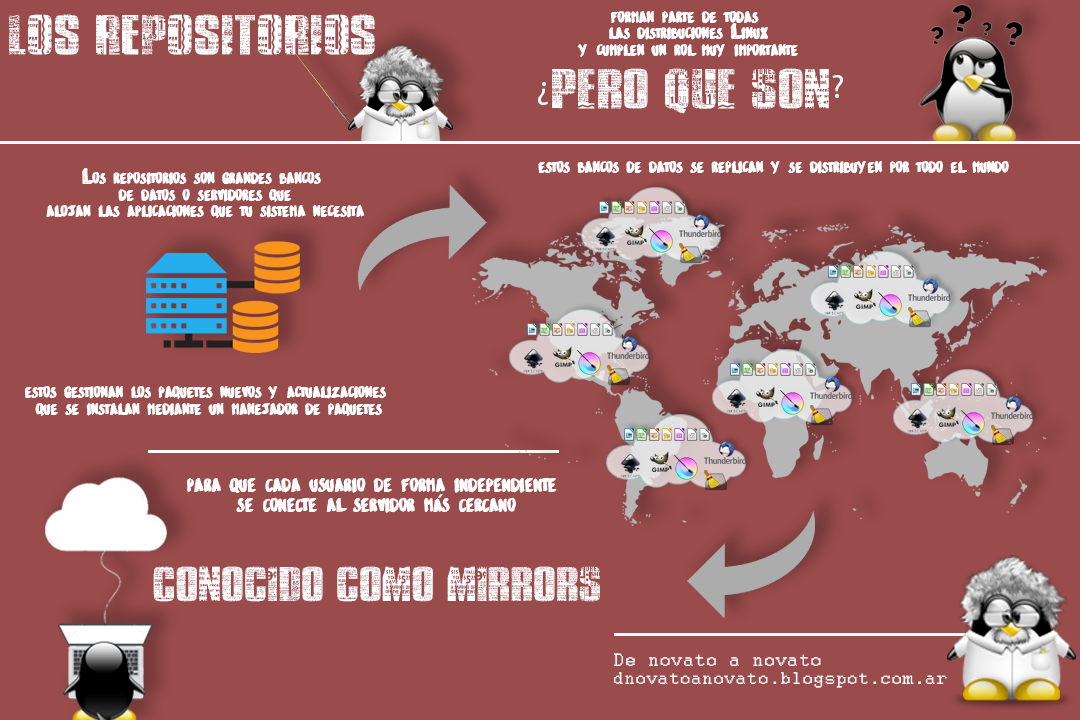 LOS REPOSITORIOS
FORMAN PARTE DE TODAS
LAS DISTRIBUCIONES LINUX
Y CUMPLEN UN ROL MUY IMPORTANTE
¿PERO QUE SON?
? ? ? ?
LOS REPOSITORIOS SON GRANDES BANCOS
DE DATOS O SERVIDORES QUE
ALOJAN LAS APLICACIONES QUE TU SISTEMA NECESITA
ESTOS GESTIONAN LOS PAQUETES NUEVOS Y ACTUALIZACIONES
QUE SE INSTALAN MEDIANTE UN MANEJADOR DE PAQUETES
ESTOS BANCOS DE DATOS SE REPLICAN Y SE DISTRIBUYEN POR TODO EL MUNDO
GIMP Thunderbird
GIMP Thunderbird
GIMP Thunderbird
GIMP Thunderbird
GIMP Thunderbird
GIMP Thunderbird
PARA QUE CADA USUARIO DE FORMA INDEPENDIENTE
SE CONECTE AL SERVIDOR MÁS CERCANO
CONOCIDO COMO MIRRORS
De novato a novato
dnovatoanovato.blogspot.com.ar